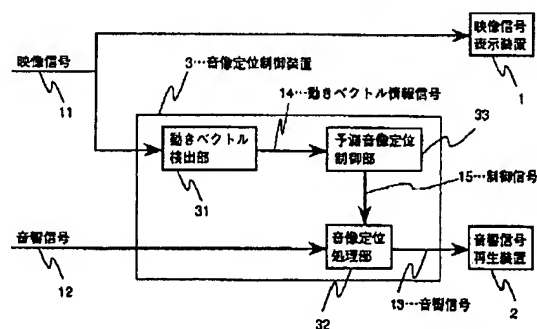 映像信号
11
3…音像定位制御装置
14…動きベクトル情報信号
33
映像信号
表示装置
1
動きベクトル
検出部
31
予測音像定位
制御部
15…制御信号
音響信号
12
音像定位
処理部
32
13…音響信号
音響信号
再生装置
2